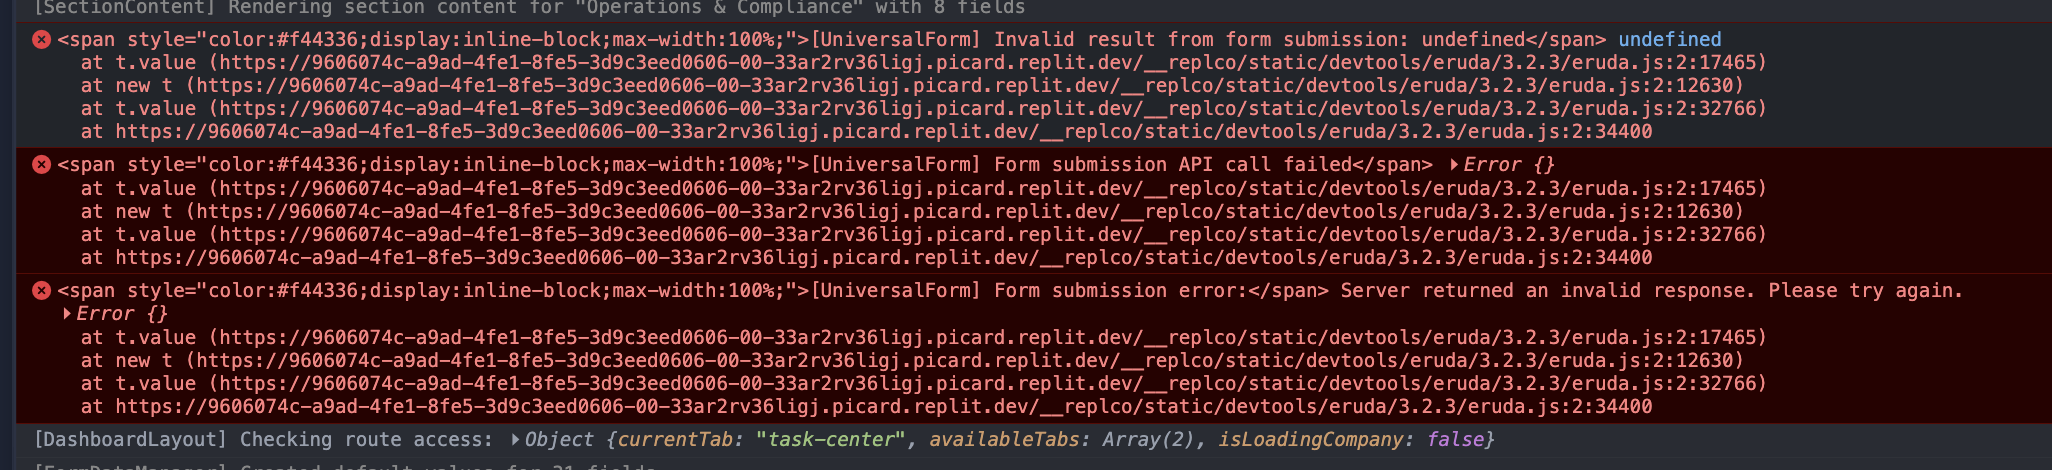 [SectionContent] Rendering section content for "Operations & Compliance" with 8 fields
<span style="color:#f44336;display:inline-block;max-width:100%;">[UniversalForm] Invalid result from form submission: undefined</span> undefined
at t.value (https://9606074c-a9ad-4fe1-8fe5-3d9c3eed0606-00-33ar2rv36ligj.picard.replit.dev/__replco/static/devtools/eruda/3.2.3/eruda.js:2:17465)
at new t (https://9606074c-a9ad-4fe1-8fe5-3d9c3eed0606-00-33ar2rv36ligj.picard.replit.dev/__replco/static/devtools/eruda/3.2.3/eruda.js:2:12630)
at t.value (https://9606074c-a9ad-4fe1-8fe5-3d9c3eed0606-00-33ar2rv36ligj.picard.replit.dev/__replco/static/devtools/eruda/3.2.3/eruda.js:2:32766)
at https://9606074c-a9ad-4fe1-8fe5-3d9c3eed0606-00-33ar2rv36ligj.picard.replit.dev/__replco/static/devtools/eruda/3.2.3/eruda.js:2:34400
<span style="color:#f44336;display:inline-block;max-width:100%;">[UniversalForm] Form submission API call failed</span> Error {}
at t.value (https://9606074c-a9ad-4fe1-8fe5-3d9c3eed0606-00-33ar2rv36ligj.picard.replit.dev/__replco/static/devtools/eruda/3.2.3/eruda.js:2:17465)
at new t (https://9606074c-a9ad-4fe1-8fe5-3d9c3eed0606-00-33ar2rv36ligj.picard.replit.dev/__replco/static/devtools/eruda/3.2.3/eruda.js:2:12630)
at t.value (https://9606074c-a9ad-4fe1-8fe5-3d9c3eed0606-00-33ar2rv36ligj.picard.replit.dev/__replco/static/devtools/eruda/3.2.3/eruda.js:2:32766)
at https://9606074c-a9ad-4fe1-8fe5-3d9c3eed0606-00-33ar2rv36ligj.picard.replit.dev/__replco/static/devtools/eruda/3.2.3/eruda.js:2:34400
<span style="color:#f44336;display:inline-block;max-width:100%;">[UniversalForm] Form submission error:</span> Server returned an invalid response. Please try again.
Error {}
at t.value (https://9606074c-a9ad-4fe1-8fe5-3d9c3eed0606-00-33ar2rv36ligj.picard.replit.dev/__replco/static/devtools/eruda/3.2.3/eruda.js:2:17465)
at new t (https://9606074c-a9ad-4fe1-8fe5-3d9c3eed0606-00-33ar2rv36ligj.picard.replit.dev/__replco/static/devtools/eruda/3.2.3/eruda.js:2:12630)
at t.value (https://9606074c-a9ad-4fe1-8fe5-3d9c3eed0606-00-33ar2rv36ligj.picard.replit.dev/__replco/static/devtools/eruda/3.2.3/eruda.js:2:32766)
at https://9606074c-a9ad-4fe1-8fe5-3d9c3eed0606-00-33ar2rv36ligj.picard.replit.dev/__replco/static/devtools/eruda/3.2.3/eruda.js:2:34400
[DashboardLayout] Checking route access: Object {currentTab: "task-center", availableTabs: Array(2), isLoadingCompany: false}
[FormDataManager] Created default values for 31 fields